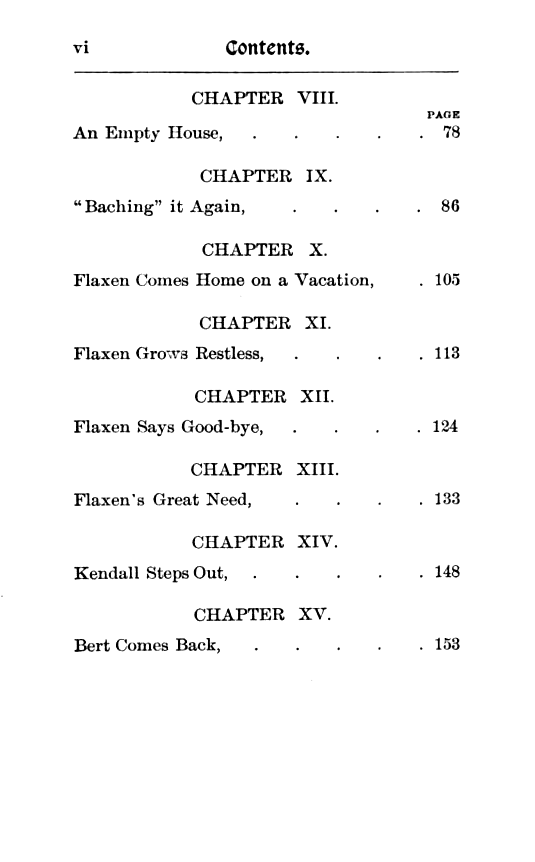 vi Contents.
CHAPTER VIII.
PAGE
An Empty House, . . . . . 78
CHAPTER IX.
“Baching” it Again, . . . . 86
CHAPTER X.
Flaxen Comes Home on a Vacation, . 105
CHAPTER XI.
Flaxen Grows Restless, . . . . 113
CHAPTER XII.
Flaxen Says Good-bye, . . . . 124
CHAPTER XIII.
Flaxen's Great Need, . . . . 133
CHAPTER XIV.
Kendall Steps Out, . . . . . 148
CHAPTER XV.
Bert Comes Back, . . . . . 153